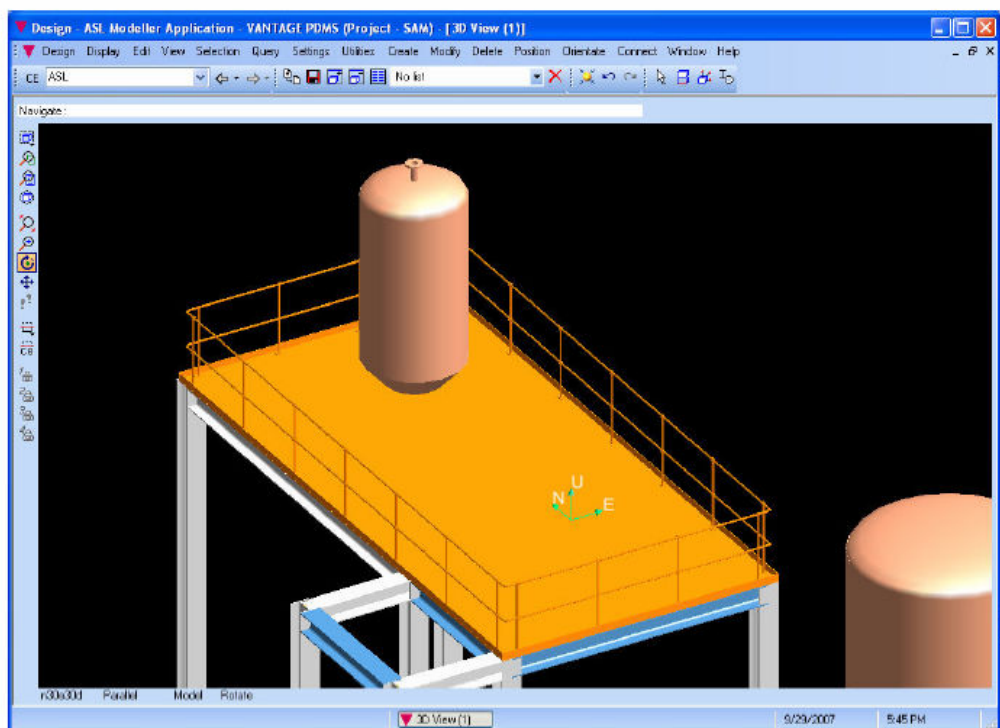 Design - ASL Modeller Application - VANTAGE PDMS (Project - SAM) - [3D View (1)]
Design Display Edit View Selection Query Settings Utilities Create Modify Delete Position Orientate Connect Window Help
CE ASL No list
Navigate :
U
N
E
CE
n30e30d Parallel Model Rotate
3D View (1) 9/29/2007 5:45 PM